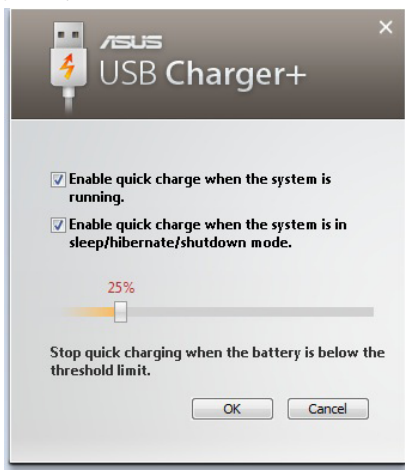 ASUS
USB Charger+
Enable quick charge when the system is
running.
Enable quick charge when the system is in
sleep/hibernate/shutdown mode.
25%
Stop quick charging when the battery is below the
threshold limit.
OK Cancel